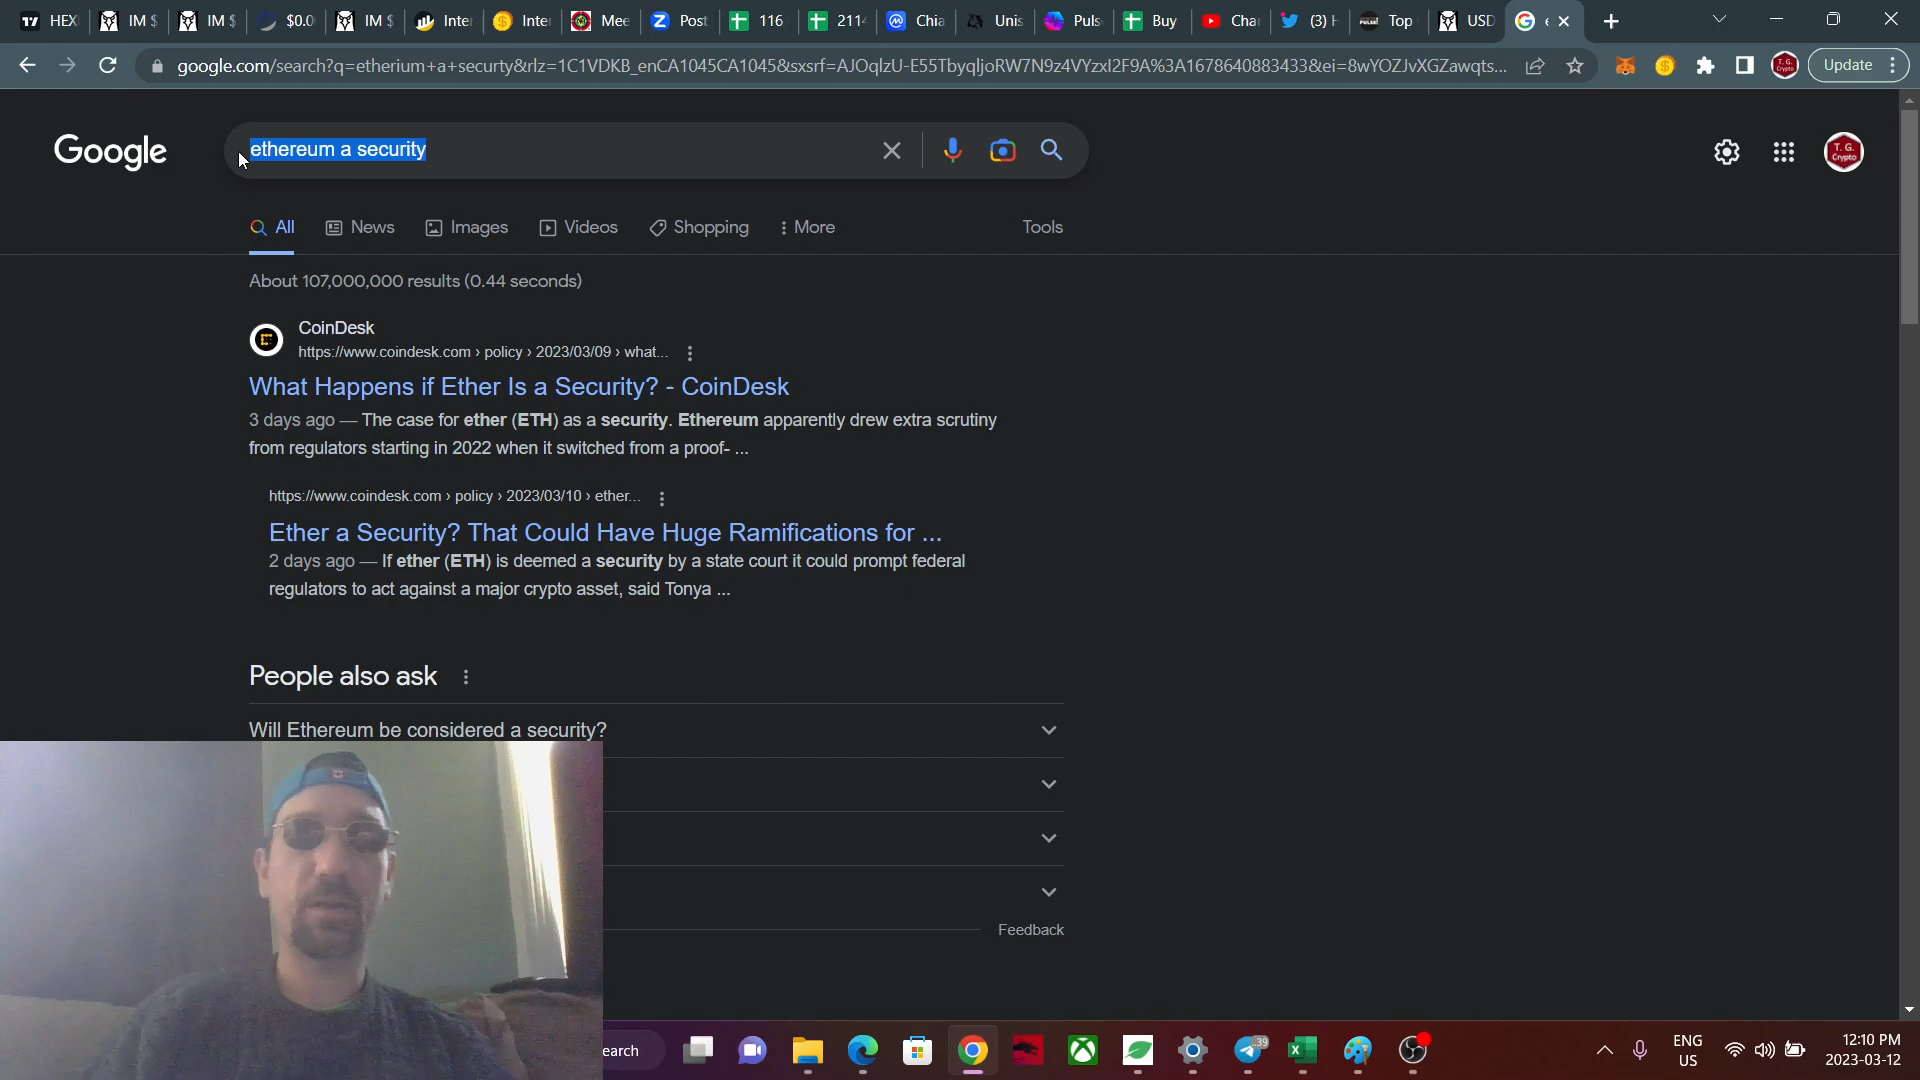 HEX
IM $
IM $
$0.0
IM $
Inte
Inte
Mee
Post
116
2114
Chia
Unis
Puls
Buy
Cha
(3) H
Top
USD
google.com/search?q=etherium+a+securty&rlz=1C1VDKB_enCA1045CA1045&sxsrf=AJOqlzU-E55TbyqljoRW7N9z4VYzxI2F9A%3A1678640883433&ei=8wYOZJvXGZawqts...
Update
Google
ethereum a security
T. G.
Crypto
All News Images Videos Shopping More Tools
About 107,000,000 results (0.44 seconds)
CoinDesk
https://www.coindesk.com › policy › 2023/03/09 › what...
What Happens if Ether Is a Security? - CoinDesk
3 days ago — The case for ether (ETH) as a security. Ethereum apparently drew extra scrutiny
from regulators starting in 2022 when it switched from a proof- ...
https://www.coindesk.com › policy › 2023/03/10 › ether...
Ether a Security? That Could Have Huge Ramifications for ...
2 days ago — If ether (ETH) is deemed a security by a state court it could prompt federal
regulators to act against a major crypto asset, said Tonya ...
People also ask
Will Ethereum be considered a security?
Feedback
earch
39
ENG
US
12:10 PM
2023-03-12